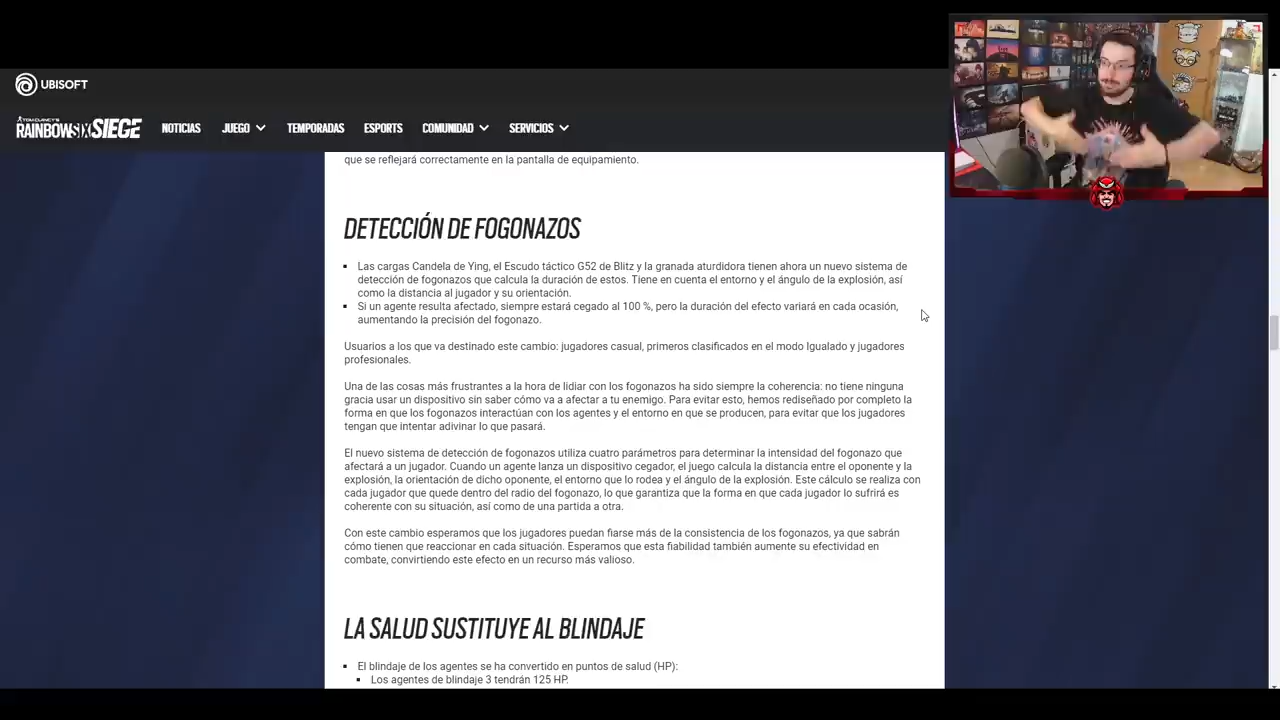 UBISOFT
TOM CLANCY'S
RAINBOWSIX SIEGE
NOTICIAS
JUEGO
TEMPORADAS
ESPORTS
COMUNIDAD
SERVICIOS
que se reflejará correctamente en la pantalla de equipamiento.
DETECCIÓN DE FOGONAZOS
Las cargas Candela de Ying, el Escudo táctico G52 de Blitz y la granada aturdidora tienen ahora un nuevo sistema de
detección de fogonazos que calcula la duración de estos. Tiene en cuenta el entorno y el ángulo de la explosión, así
como la distancia al jugador y su orientación.
Si un agente resulta afectado, siempre estará cegado al 100 %, pero la duración del efecto variará en cada ocasión,
aumentando la precisión del fogonazo.
Usuarios a los que va destinado este cambio: jugadores casual, primeros clasificados en el modo Igualado y jugadores
profesionales.
Una de las cosas más frustrantes a la hora de lidiar con los fogonazos ha sido siempre la coherencia: no tiene ninguna
gracia usar un dispositivo sin saber cómo va a afectar a tu enemigo. Para evitar esto, hemos rediseñado por completo la
forma en que los fogonazos interactúan con los agentes y el entorno en que se producen, para evitar que los jugadores
tengan que intentar adivinar lo que pasará.
El nuevo sistema de detección de fogonazos utiliza cuatro parámetros para determinar la intensidad del fogonazo que
afectará a un jugador. Cuando un agente lanza un dispositivo cegador, el juego calcula la distancia entre el oponente y la
explosión, la orientación de dicho oponente, el entorno que lo rodea y el ángulo de la explosión. Este cálculo se realiza con
cada jugador que quede dentro del radio del fogonazo, lo que garantiza que la forma en que cada jugador lo sufrirá es
coherente con su situación, así como de una partida a otra.
Con este cambio esperamos que los jugadores puedan fiarse más de la consistencia de los fogonazos, ya que sabrán
cómo tienen que reaccionar en cada situación. Esperamos que esta fiabilidad también aumente su efectividad en
combate, convirtiendo este efecto en un recurso más valioso.
LA SALUD SUSTITUYE AL BLINDAJE
El blindaje de los agentes se ha convertido en puntos de salud (HP):
Los agentes de blindaje 3 tendrán 125 HP.